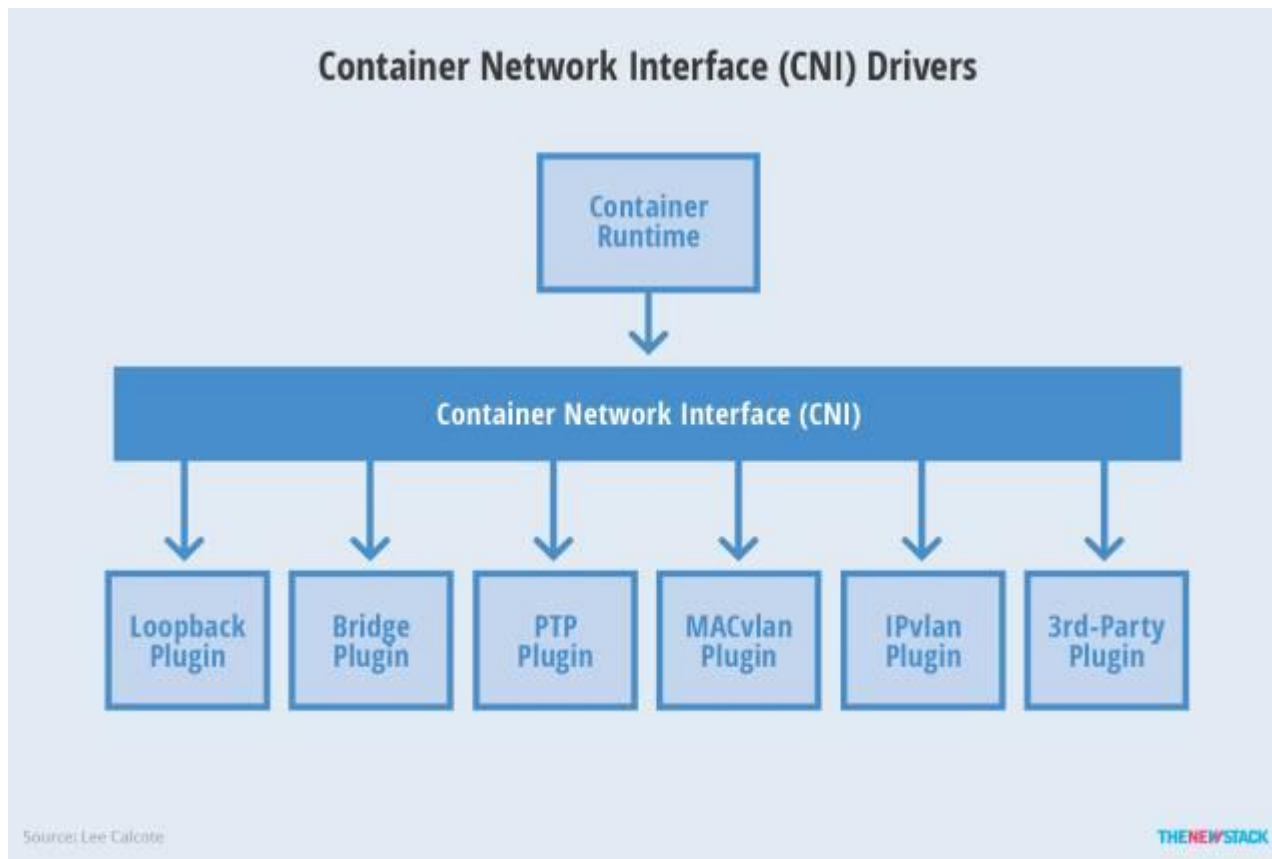 Container Network Interface (CNI) Drivers
Container
Runtime
Container Network Interface (CNI)
Loopback
Plugin
Bridge
Plugin
PTP
Plugin
MACvlan
Plugin
IPvlan
Plugin
3rd-Party
Plugin
Source: Lee Calcote
THENEWSTACK